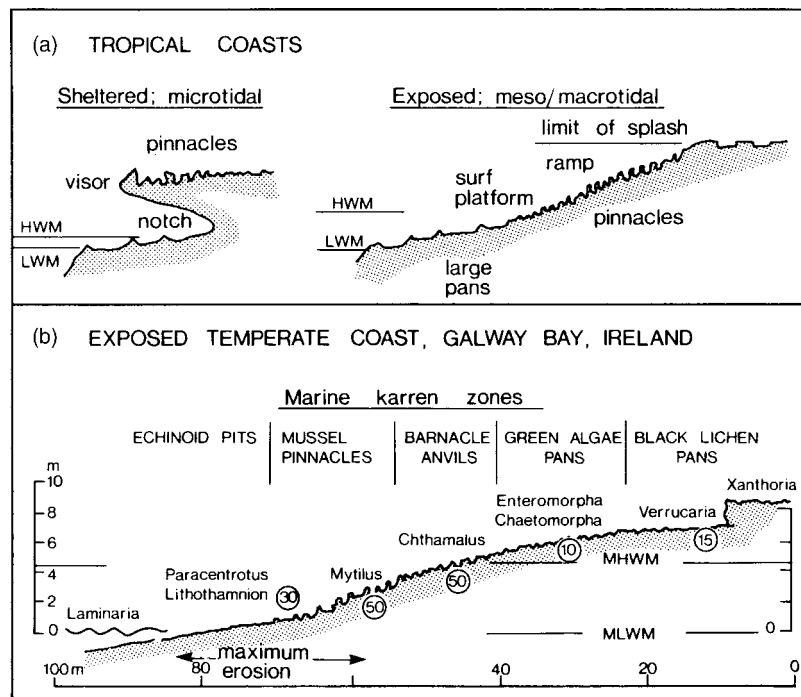 (a) TROPICAL COASTS
Sheltered; microtidal
Exposed; meso/macrotidal
pinnacles
visor
notch
HWM
LWM
limit of splash
ramp
surf
platform
HWM
pinnacles
LWM
large
pans
(b) EXPOSED TEMPERATE COAST, GALWAY BAY, IRELAND
Marine karren zones
ECHINOID PITS
MUSSEL
PINNACLES
BARNACLE
ANVILS
GREEN ALGAE
PANS
BLACK LICHEN
PANS
m
10
8
6
4
2
0
Xanthoria
Enteromorpha
Chaetomorpha
Verrucaria
Chthamalus
15
10
MHWM
Paracentrotus
Lithothamnion
30
Mytilus
50
50
Laminaria
MLWM
0
maximum
erosion
100 m
80
40
20
0